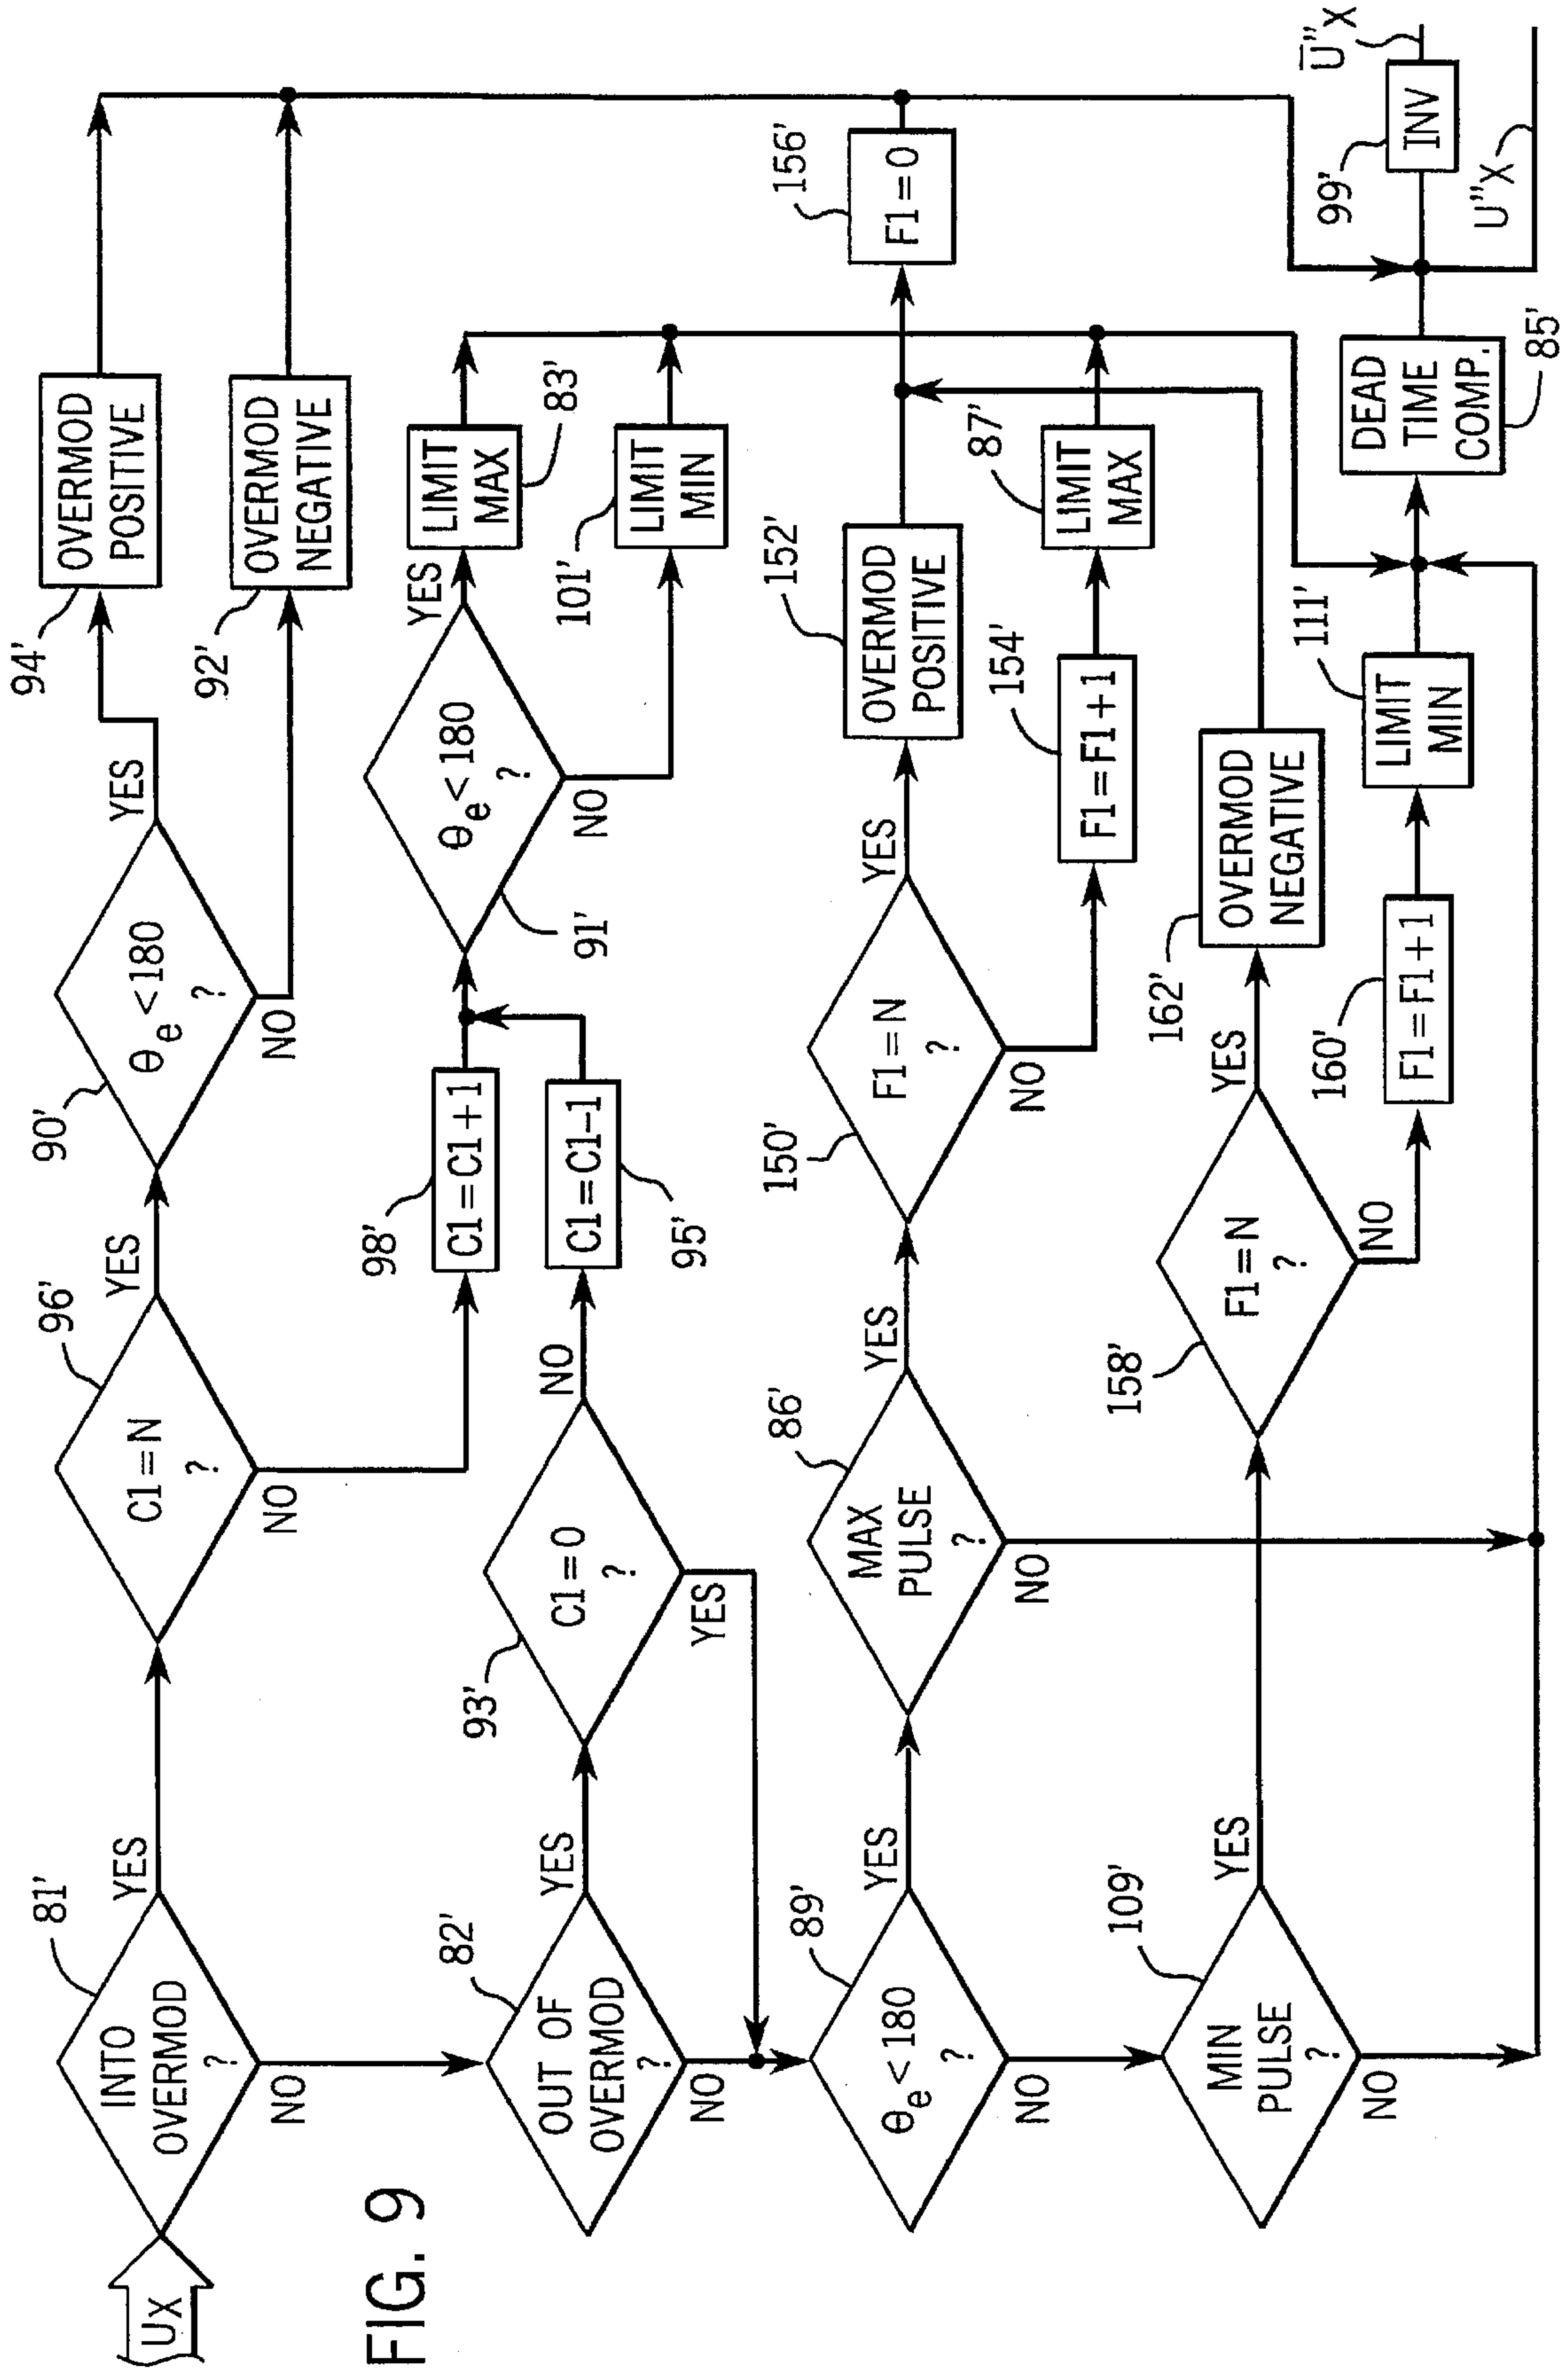 UX
INTO
OVERMOD
?
81'
YES
NO
C1=N
?
96'
YES
NO
θe<180
?
90'
YES
NO
OVERMOD
POSITIVE
94'
OVERMOD
NEGATIVE
92'
OUT OF
OVERMOD
?
82'
YES
NO
C1=0
?
93'
NO
YES
C1=C1+1
98'
C1=C1-1
95'
θe<180
?
91'
YES
NO
LIMIT
MAX
83'
LIMIT
MIN
101'
θe<180
?
89'
YES
NO
MAX
PULSE
?
86'
YES
NO
F1=N
?
150'
YES
NO
OVERMOD
POSITIVE
152'
F1=0
156'
F1=F1+1
154'
LIMIT
MAX
87'
MIN
PULSE
?
109'
YES
NO
F1=N
?
158'
YES
NO
OVERMOD
NEGATIVE
162'
F1=F1+1
160'
LIMIT
MIN
111'
DEAD
TIME
COMP.
85'
INV
99'
U̅"X
U"X
FIG. 9